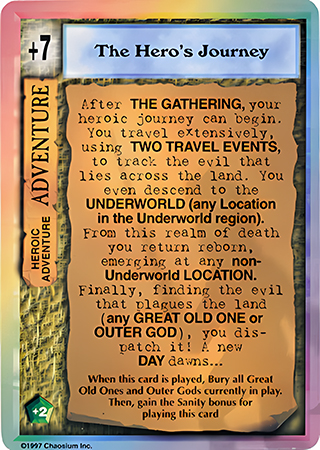 +7
The Hero's Journey
ADVENTURE
HEROIC
ADVENTURE
After THE GATHERING, your
heroic journey can begin.
You travel extensively,
using TWO TRAVEL EVENTS,
to track the evil that
lies across the land. You
even descend to the
UNDERWORLD (any Location
in the Underworld region).
From this realm of death
you return reborn,
emerging at any non-
Underworld LOCATION.
Finally, finding the evil
that plagues the land
(any GREAT OLD ONE or
OUTER GOD), you dis-
patch it! A new
DAY dawns...
When this card is played, Bury all Great
Old Ones and Outer Gods currently in play.
Then, gain the Sanity bonus for
playing this card
+2
©1997 Chaosium Inc.